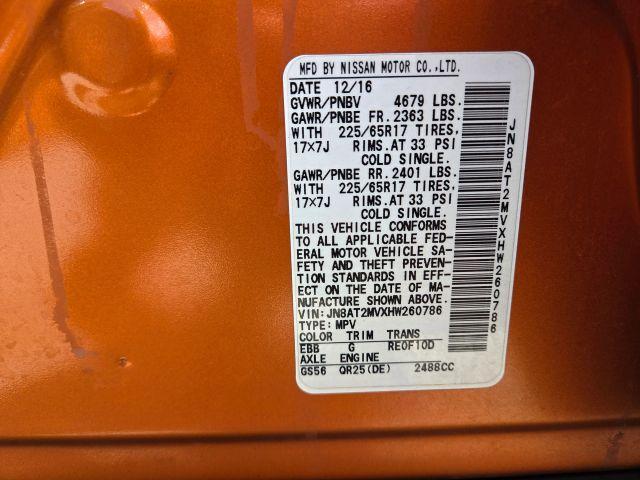 MFD BY NISSAN MOTOR CO.,LTD.
DATE 12/16
GVWR/PNBV 4679 LBS.
GAWR/PNBE FR. 2363 LBS.
WITH 225/65R17 TIRES,
17×7J RIMS.AT 33 PSI
COLD SINGLE.
GAWR/PNBE RR. 2401 LBS.
WITH 225/65R17 TIRES,
17×7J RIMS.AT 33 PSI
COLD SINGLE.
THIS VEHICLE CONFORMS
TO ALL APPLICABLE FED-
ERAL MOTOR VEHICLE SA-
FETY AND THEFT PREVEN-
TION STANDARDS IN EFF-
ECT ON THE DATE OF MA-
NUFACTURE SHOWN ABOVE.
VIN:JN8AT2MVXHW260786
TYPE:MPV
COLOR TRIM TRANS
EBB G RE0F10D
AXLE ENGINE
GS56 QR25(DE) 2488CC
JN8AT2MVXHW260786